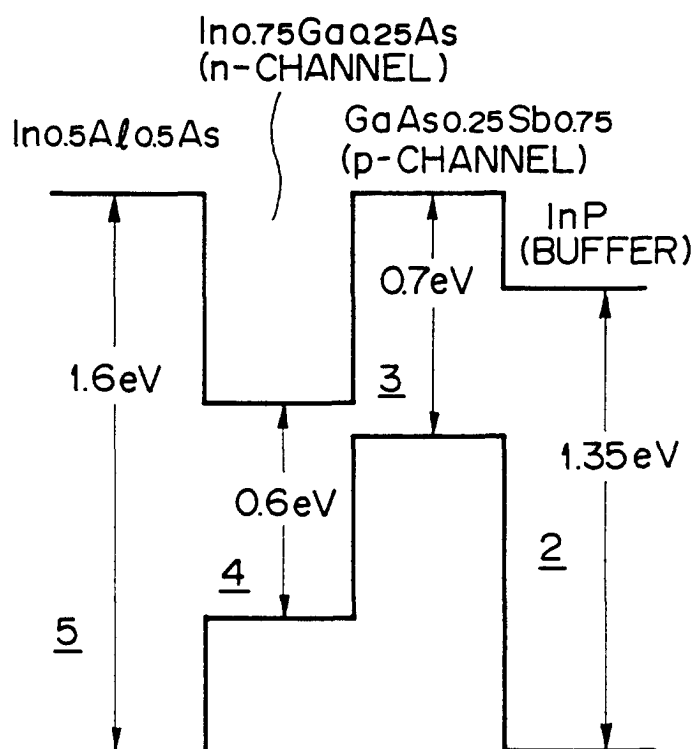 In0.75Ga0.25As
(n-CHANNEL)
In0.5Al0.5As
GaAs0.25Sb0.75
(p-CHANNEL)
InP
(BUFFER)
0.7eV
1.6eV
3
1.35eV
0.6eV
4
2
5